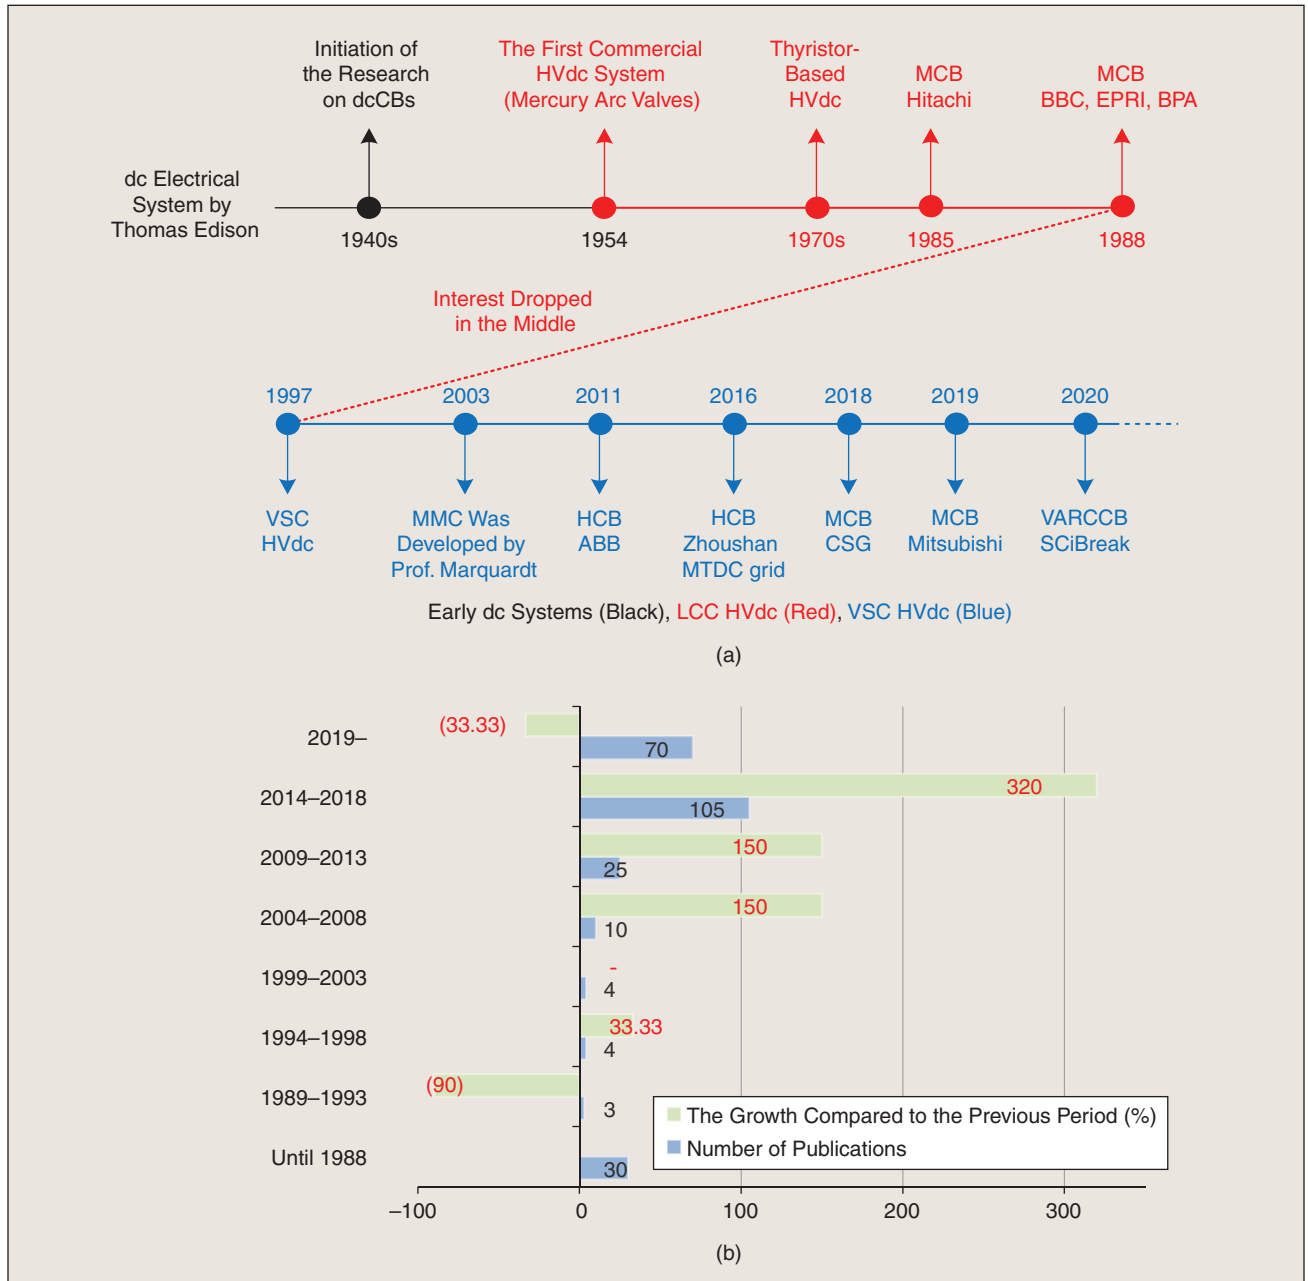 Initiation of
the Research
on dcCBs
The First Commercial
HVdc System
(Mercury Arc Valves)
Thyristor-
Based
HVdc
MCB
Hitachi
MCB
BBC, EPRI, BPA
dc Electrical
System by
Thomas Edison
1940s
1954
1970s
1985
1988
Interest Dropped
in the Middle
1997
2003
2011
2016
2018
2019
2020
VSC
HVdc
MMC Was
Developed by
Prof. Marquardt
HCB
ABB
HCB
Zhoushan
MTDC grid
MCB
CSG
MCB
Mitsubishi
VARCCB
SCiBreak
Early dc Systems (Black), LCC HVdc (Red), VSC HVdc (Blue)
(a)
2019–
(33.33)
70
2014–2018
320
105
2009–2013
150
25
2004–2008
150
10
1999–2003
-
4
1994–1998
33.33
4
1989–1993
(90)
3
Until 1988
30
The Growth Compared to the Previous Period (%)
Number of Publications
–100
0
100
200
300
(b)